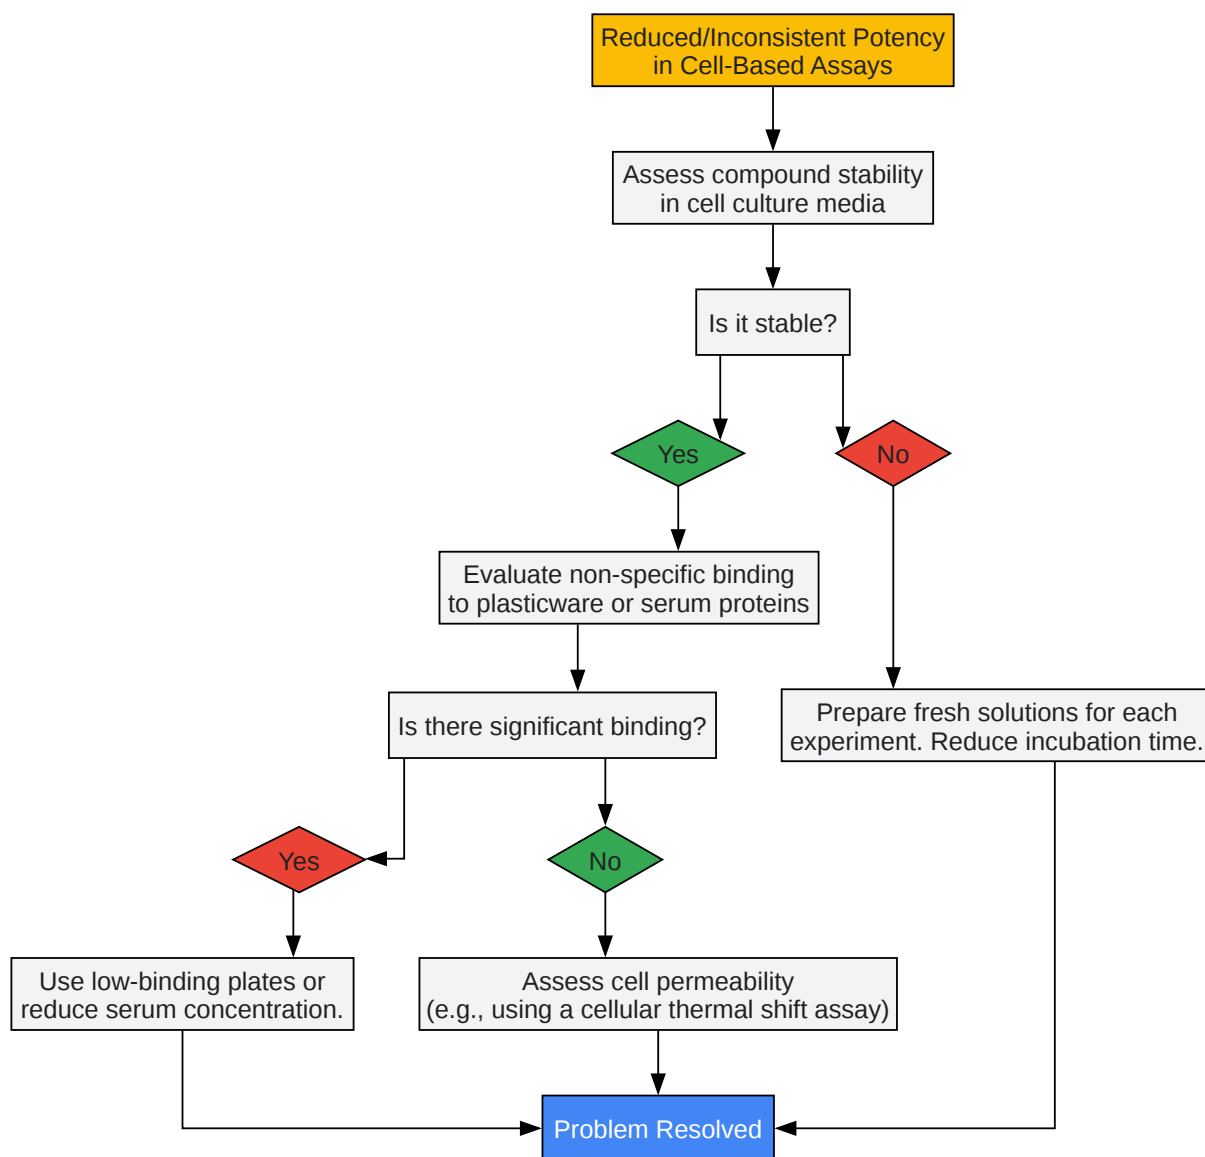 Reduced/Inconsistent Potency
in Cell-Based Assays
Assess compound stability
in cell culture media
Is it stable?
Yes
No
Evaluate non-specific binding
to plasticware or serum proteins
Is there significant binding?
Prepare fresh solutions for each
experiment. Reduce incubation time.
Yes
No
Use low-binding plates or
reduce serum concentration.
Assess cell permeability
(e.g., using a cellular thermal shift assay)
Problem Resolved